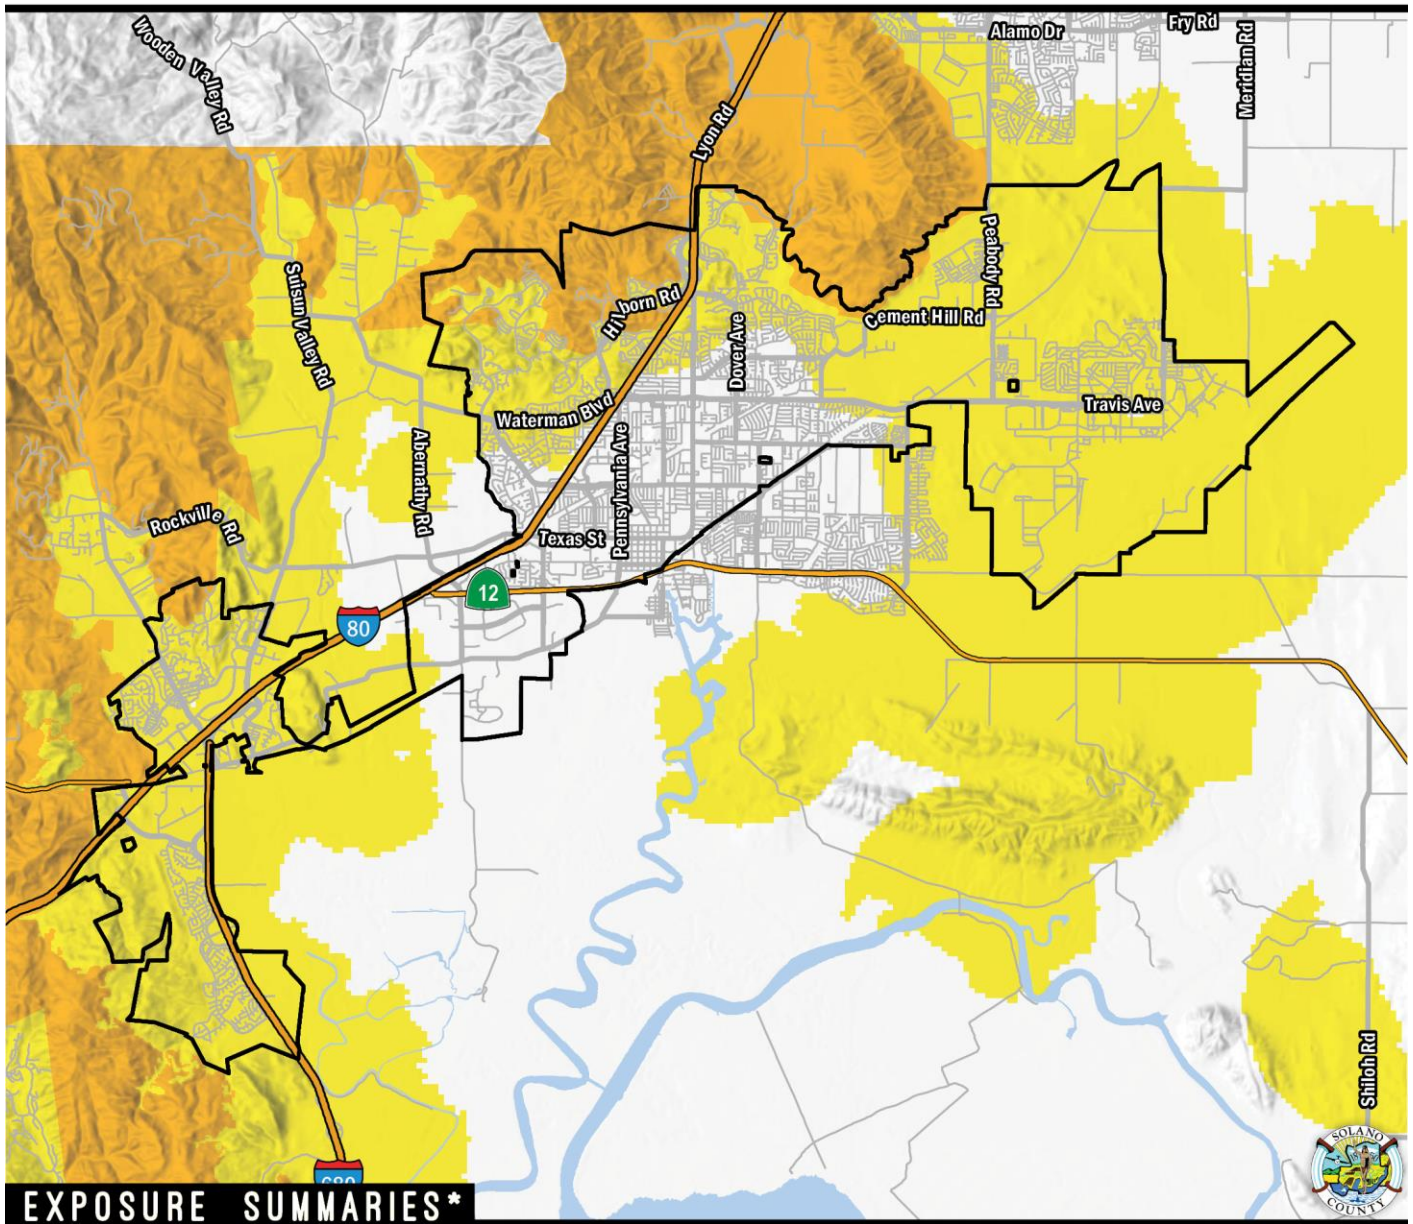 Wooden Valley Rd
Alamo Dr
Fry Rd
Meridian Rd
Lyon Rd
Suisun Valley Rd
Hilborn Rd
Peabody Rd
Cement Hill Rd
Dover Ave
Waterman Blvd
Travis Ave
Abernathy Rd
Pennsylvania Ave
Rockville Rd
Texas St
12
80
Shiloh Rd
680
SOLANO
COUNTY
EXPOSURE SUMMARIES*